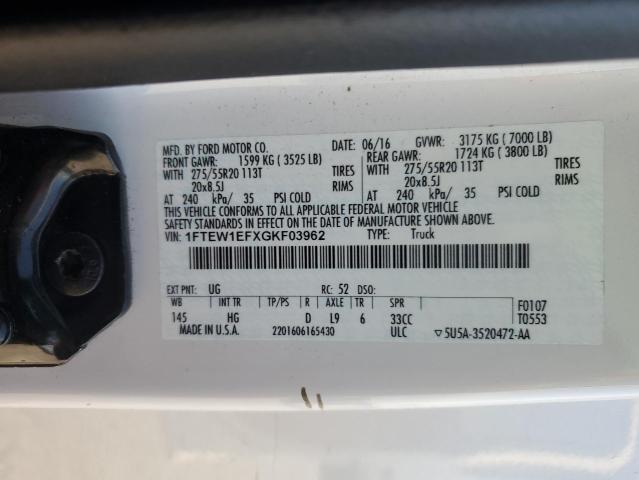 MFD. BY FORD MOTOR CO.
DATE: 06/16 GVWR: 3175 KG ( 7000 LB)
FRONT GAWR: 1599 KG ( 3525 LB)
REAR GAWR: 1724 KG ( 3800 LB)
WITH 275/55R20 113T TIRES
WITH 275/55R20 113T TIRES
20x8.5J RIMS
20x8.5J RIMS
AT 240 kPa/ 35 PSI COLD
AT 240 kPa/ 35 PSI COLD
THIS VEHICLE CONFORMS TO ALL APPLICABLE FEDERAL MOTOR VEHICLE
SAFETY STANDARDS IN EFFECT ON THE DATE OF MANUFACTURE SHOWN ABOVE.
VIN: 1FTEW1EFXGKF03962 TYPE: Truck
EXT PNT: UG RC: 52 DSO:
WB INT TR TP/PS R AXLE TR SPR F0107
145 HG D L9 6 33CC T0553
MADE IN U.S.A. 2201606165430 ULC ▽5U5A-3520472-AA